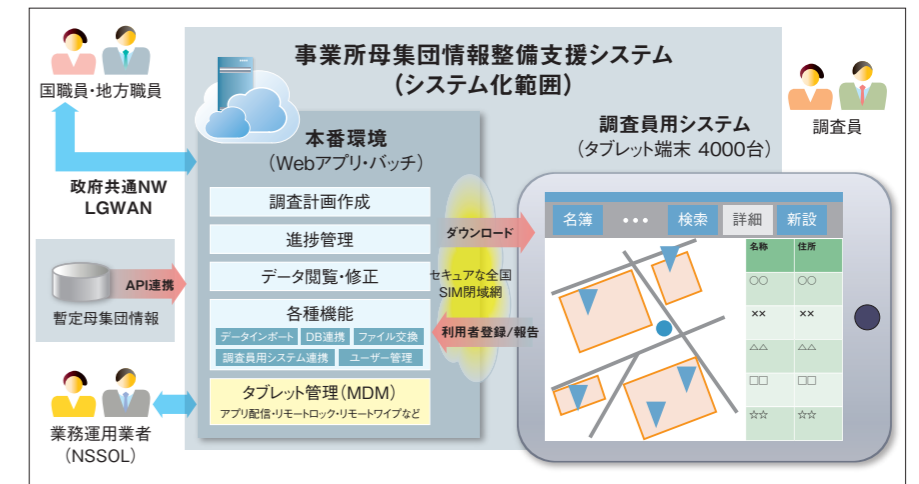 国職員・地方職員
政府共通NW
LGWAN
API連携
暫定母集団情報
業務運用業者
(NSSOL)
事業所母集団情報整備支援システム
(システム化範囲)
本番環境
(Webアプリ・バッチ)
調査計画作成
進捗管理
データ閲覧・修正
各種機能
データインポート DB連携 ファイル交換
調査員用システム連携 ユーザー管理
タブレット管理(MDM)
アプリ配信・リモートロック・リモートワイプなど
ダウンロード
セキュアな全国
SIM閉域網
利用者登録/報告
調査員用システム
(タブレット端末 4000台)
調査員
名簿 ••• 検索 詳細 新設
名称 住所
○○ ○○
×× ××
△△ △△
□□ □□
☆☆ ☆☆